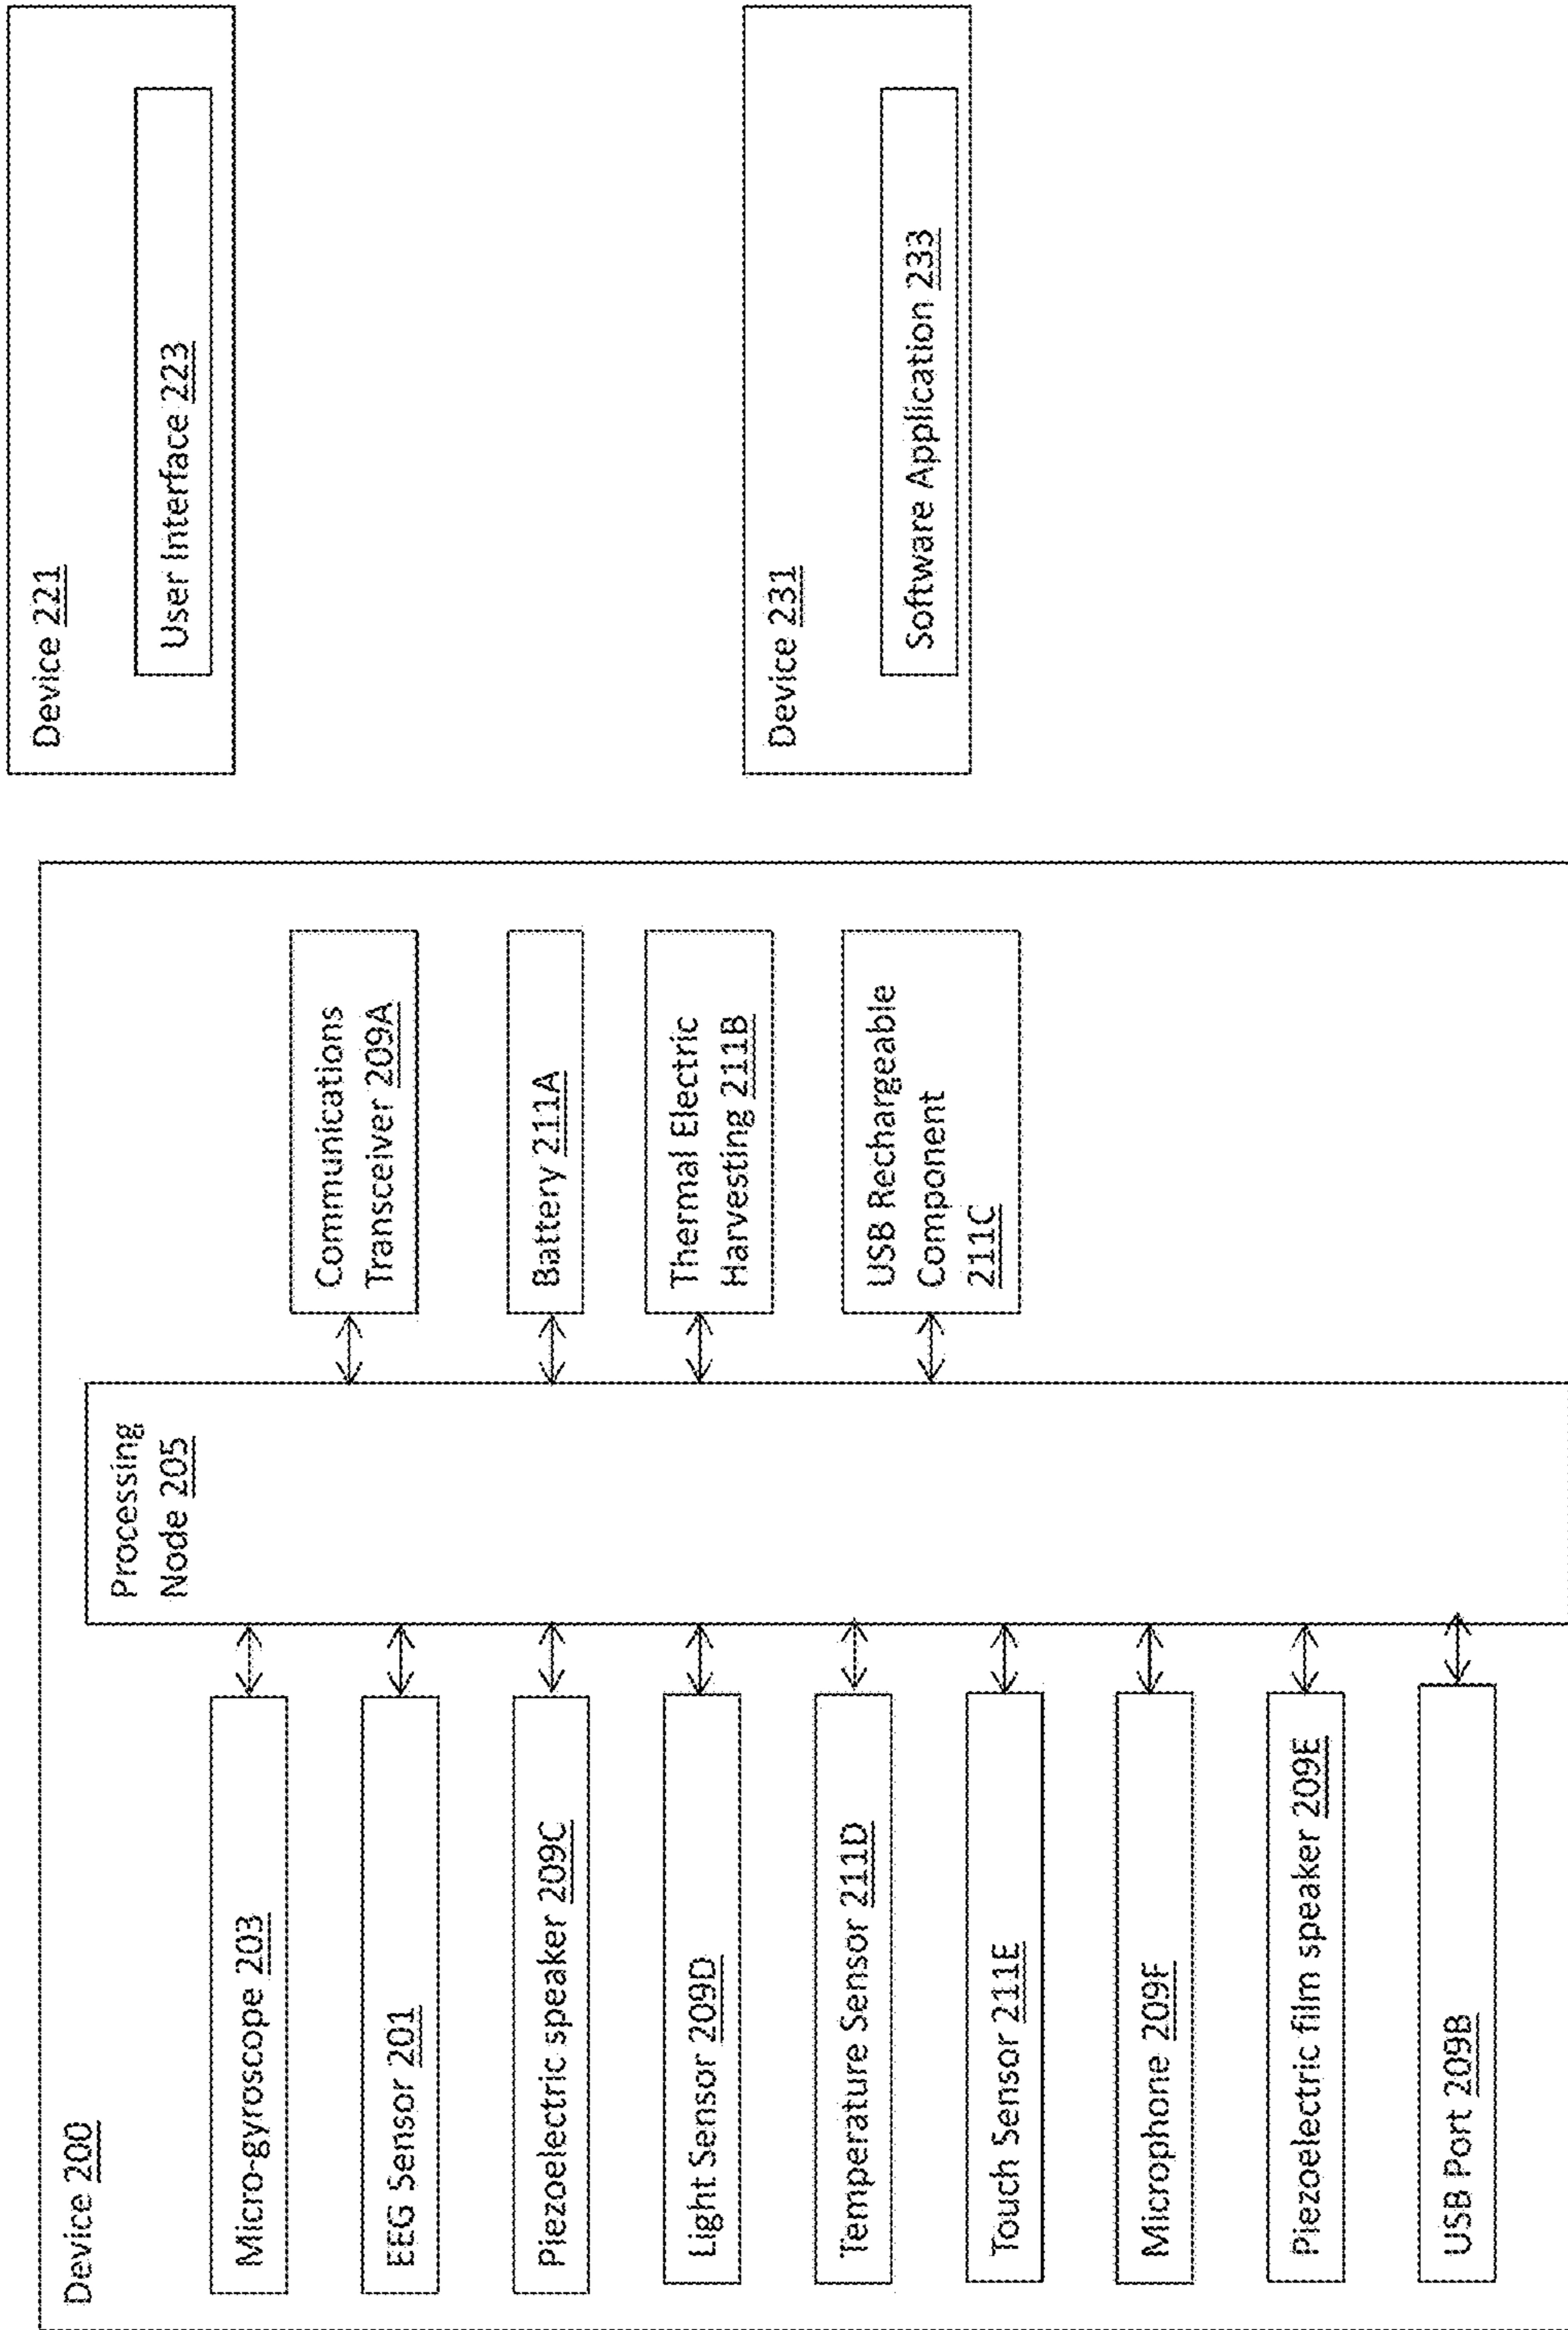 Device 200
Micro-gyroscope 203
EEG Sensor 201
Piezoelectric speaker 209C
Light Sensor 209D
Temperature Sensor 211D
Touch Sensor 211E
Microphone 209F
Piezoelectric film speaker 209E
USB Port 209B
Processing
Node 205
Communications
Transceiver 209A
Battery 211A
Thermal Electric
Harvesting 211B
USB Rechargeable
Component
211C
Device 221
User Interface 223
Device 231
Software Application 233